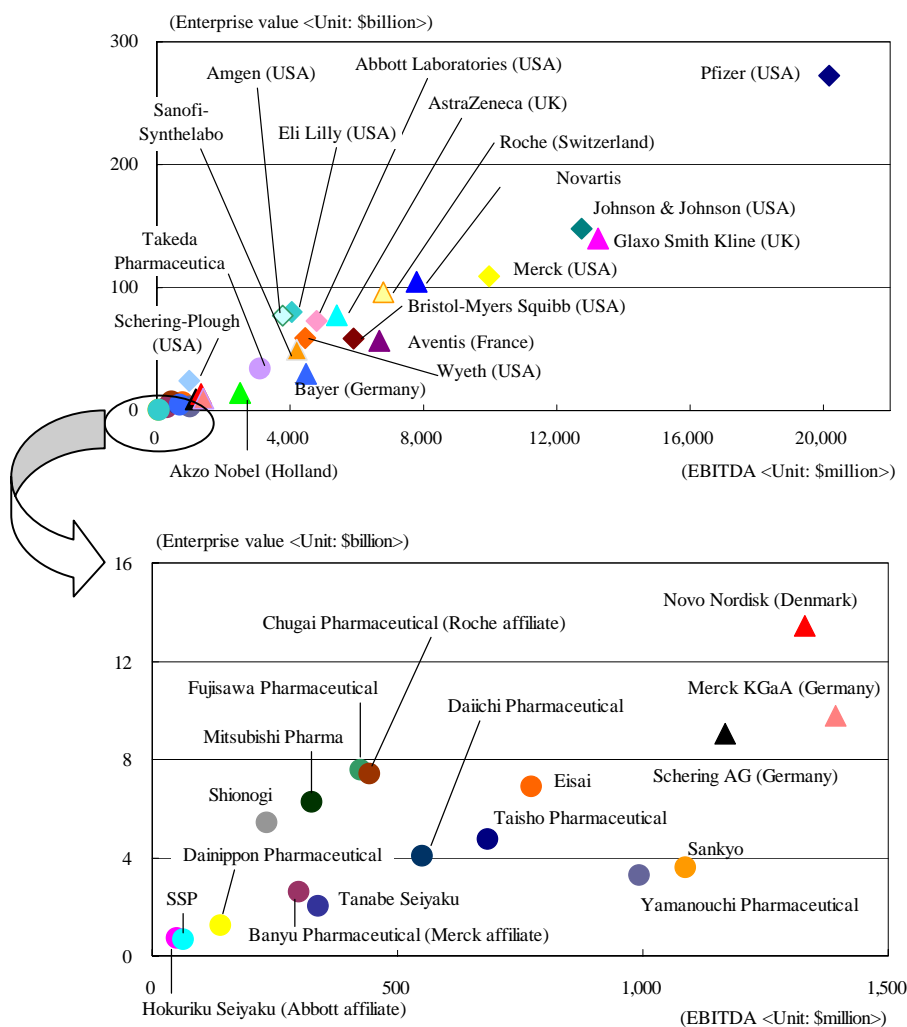 (Enterprise value <Unit: $billion>)
300
Amgen (USA)
Abbott Laboratories (USA)
Pfizer (USA)
Sanofi-
Synthelabo
AstraZeneca (UK)
Eli Lilly (USA)
Roche (Switzerland)
200
Novartis
Johnson & Johnson (USA)
Takeda
Pharmaceutica
Glaxo Smith Kline (UK)
Merck (USA)
100
Bristol-Myers Squibb (USA)
Schering-Plough
(USA)
Aventis (France)
Wyeth (USA)
Bayer (Germany)
0
0
4,000
8,000
12,000
16,000
20,000
Akzo Nobel (Holland)
(EBITDA <Unit: $million>)
(Enterprise value <Unit: $billion>)
16
Novo Nordisk (Denmark)
Chugai Pharmaceutical (Roche affiliate)
12
Fujisawa Pharmaceutical
Merck KGaA (Germany)
Daiichi Pharmaceutical
Mitsubishi Pharma
8
Schering AG (Germany)
Eisai
Shionogi
Taisho Pharmaceutical
Dainippon Pharmaceutical
Sankyo
4
SSP
Tanabe Seiyaku
Yamanouchi Pharmaceutical
Banyu Pharmaceutical (Merck affiliate)
0
0
500
1,000
1,500
Hokuriku Seiyaku (Abbott affiliate)
(EBITDA <Unit: $million>)